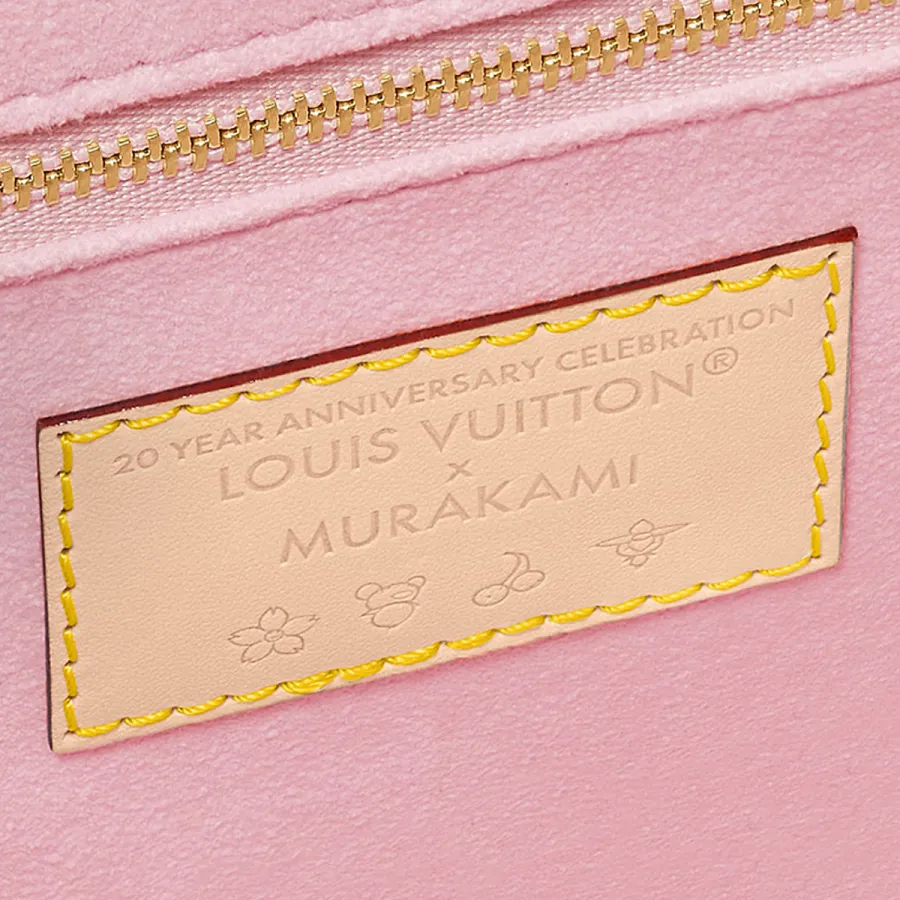 20 YEAR ANNIVERSARY CELEBRATION
LOUIS VUITTON®
x
MURAKAMI